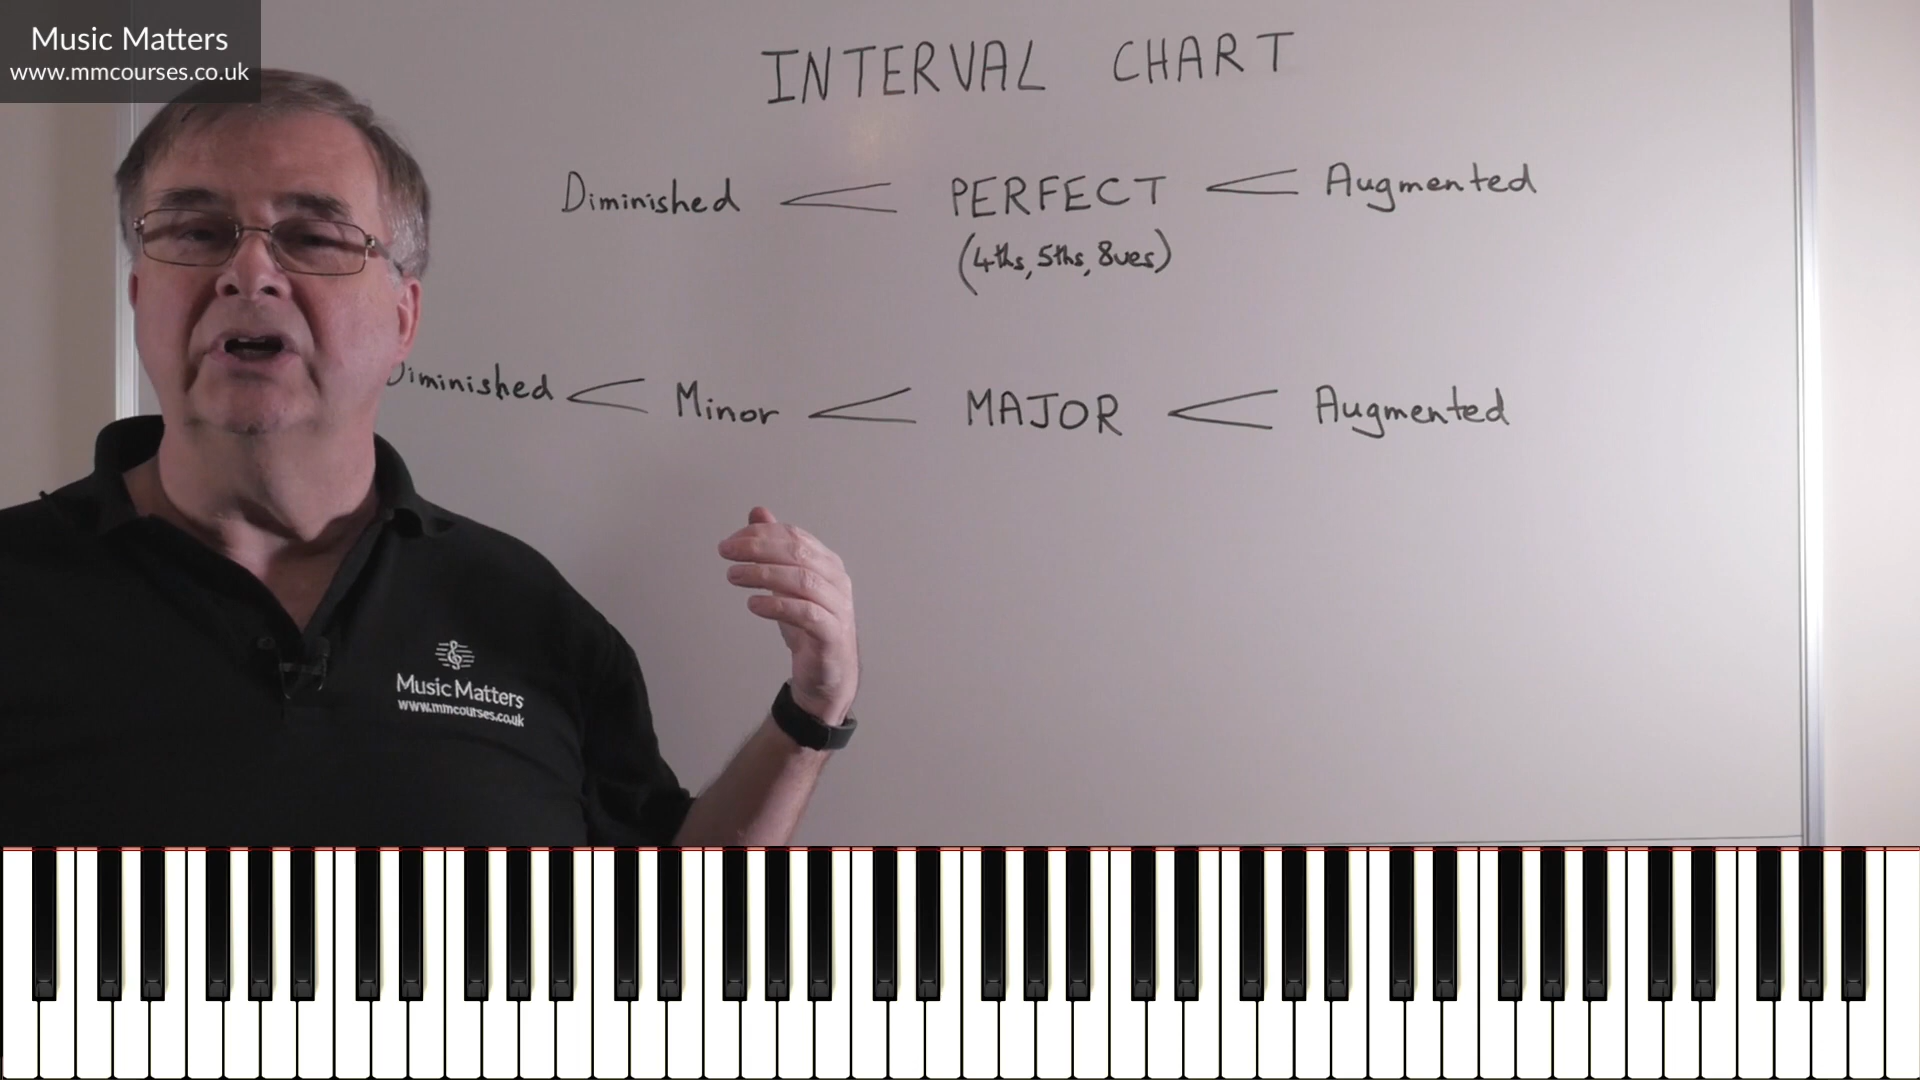 Music Matters
www.mmcourses.co.uk
INTERVAL CHART
Diminished < PERFECT < Augmented
(4ths, 5ths, 8ves)
Diminished < Minor < MAJOR < Augmented
Music Matters
www.mmcourses.co.uk